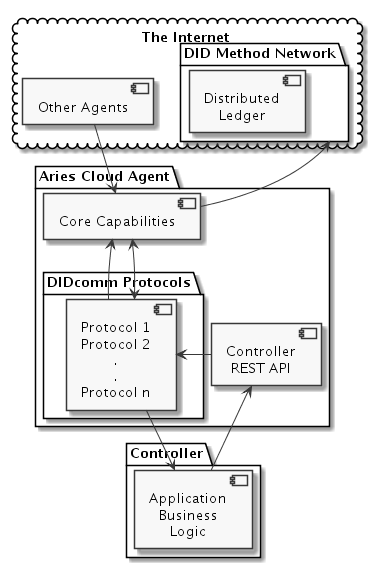 The Internet
DID Method Network
Other Agents
Distributed
Ledger
Aries Cloud Agent
Core Capabilities
DIDcomm Protocols
Protocol 1
Protocol 2
.
.
Protocol n
Controller
REST API
Controller
Application
Business
Logic